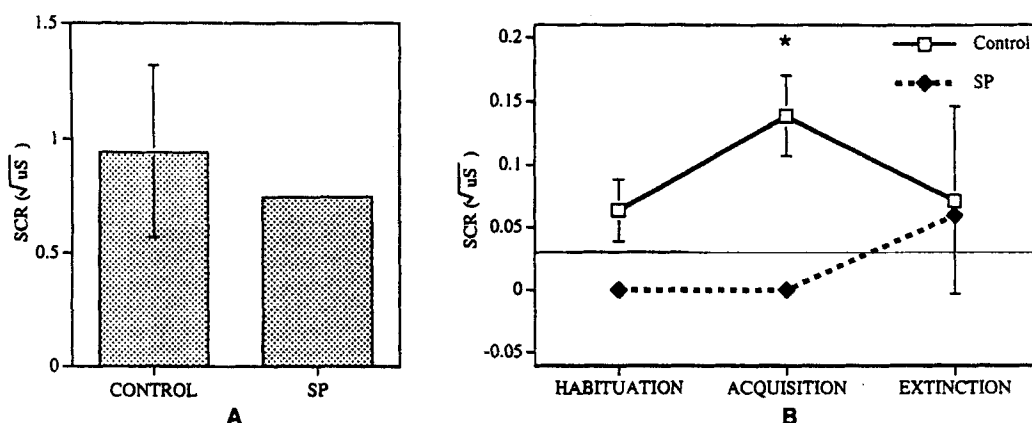 1.5
1
0.5
0
SCR (√uS)
CONTROL
SP
A
0.2
0.15
0.1
0.05
0
-0.05
SCR (√uS)
*
Control
SP
HABITUATION
ACQUISITION
EXTINCTION
B